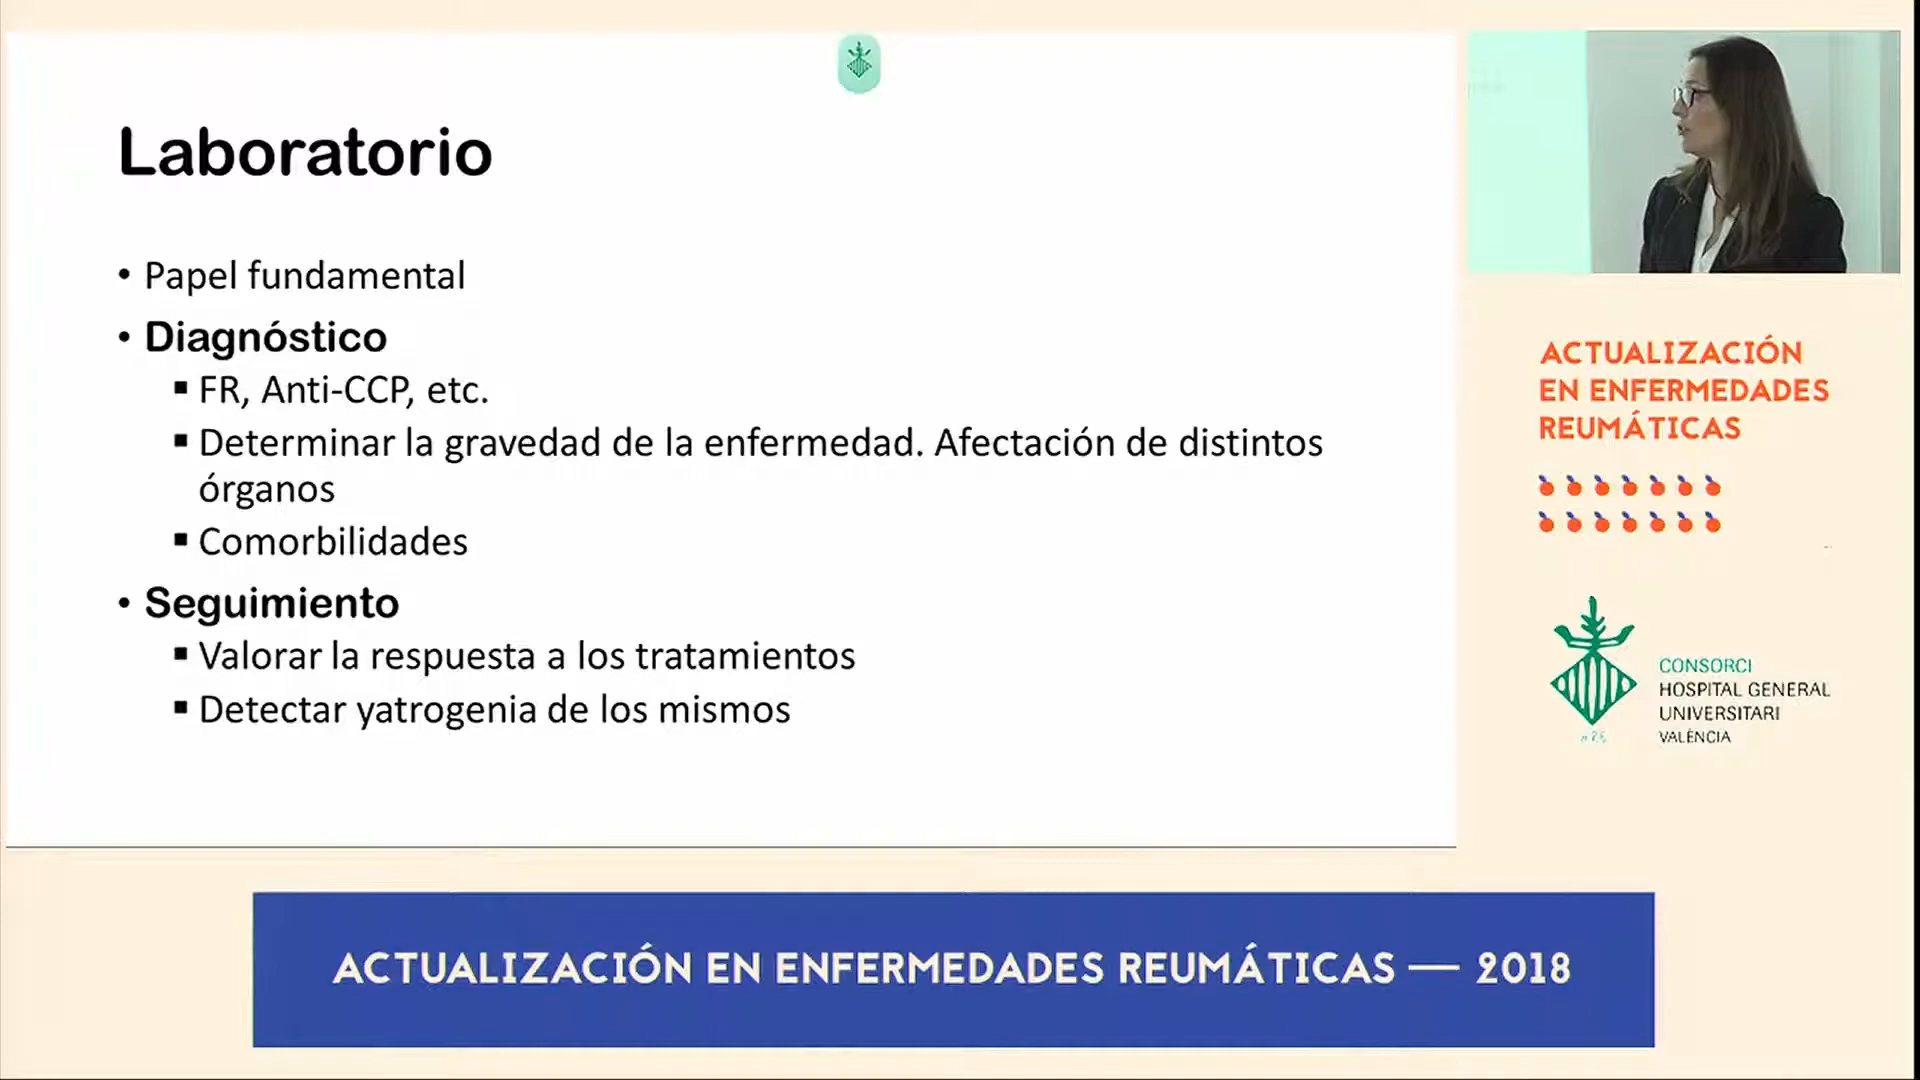 Laboratorio
• Papel fundamental
• Diagnóstico
▪ FR, Anti-CCP, etc.
▪ Determinar la gravedad de la enfermedad. Afectación de distintos
órganos
▪ Comorbilidades
• Seguimiento
▪ Valorar la respuesta a los tratamientos
▪ Detectar yatrogenia de los mismos
ACTUALIZACIÓN
EN ENFERMEDADES
REUMÁTICAS
CONSORCI
HOSPITAL GENERAL
UNIVERSITARI
VALÈNCIA
ACTUALIZACIÓN EN ENFERMEDADES REUMÁTICAS — 2018